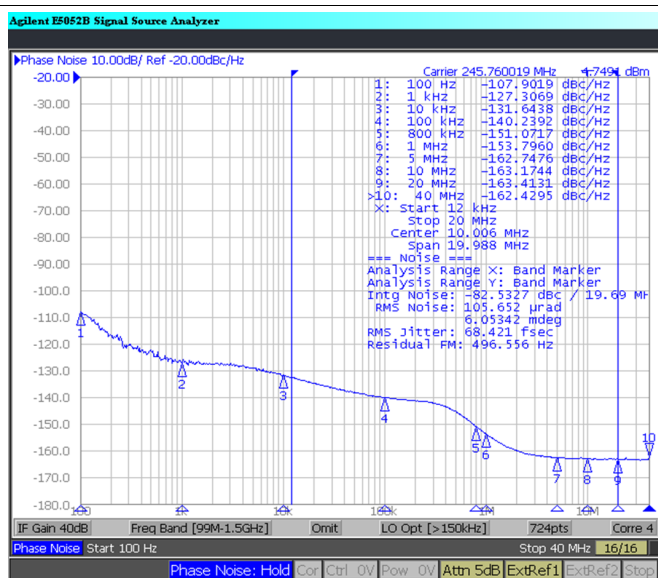 Agilent E5052B Signal Source Analyzer
Phase Noise 10.00dB/ Ref -20.00dBc/Hz
Carrier 245.760019 MHz 4.7491 dBm
1: 100 Hz -107.9019 dBc/Hz
2: 1 kHz -127.3069 dBc/Hz
3: 10 kHz -131.6438 dBc/Hz
4: 100 kHz -140.2392 dBc/Hz
5: 800 kHz -151.0717 dBc/Hz
6: 1 MHz -153.7960 dBc/Hz
7: 5 MHz -162.7476 dBc/Hz
8: 10 MHz -163.1744 dBc/Hz
9: 20 MHz -163.4131 dBc/Hz
>10: 40 MHz -162.4295 dBc/Hz
X: Start 12 kHz
Stop 20 MHz
Center 10.006 MHz
Span 19.988 MHz
=== Noise ===
Analysis Range X: Band Marker
Analysis Range Y: Band Marker
Intg Noise: -82.5327 dBc / 19.69 MH
RMS Noise: 105.652 µrad
6.05342 mdeg
RMS Jitter: 68.421 fsec
Residual FM: 496.556 Hz
-20.00
-30.00
-40.00
-50.00
-60.00
-70.00
-80.00
-90.00
-100.0
-110.0
-120.0
-130.0
-140.0
-150.0
-160.0
-170.0
-180.0
1
2
3
4
5
6
7
8
9
10
100
1k
10k
100k
1M
10M
IF Gain 40dB Freq Band [99M-1.5GHz] Omit LO Opt [>150kHz] 724pts Corre 4
Phase Noise Start 100 Hz Stop 40 MHz 16/16
Phase Noise: Hold Cor Ctrl 0V Pow 0V Attn 5dB ExtRef1 ExtRef2 Stop